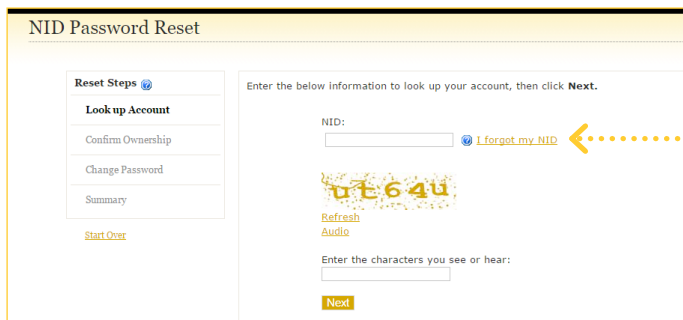 NID Password Reset
Reset Steps
Look up Account
Confirm Ownership
Change Password
Summary
Start Over
Enter the below information to look up your account, then click Next.
NID:
I forgot my NID
ut64u
Refresh
Audio
Enter the characters you see or hear:
Next